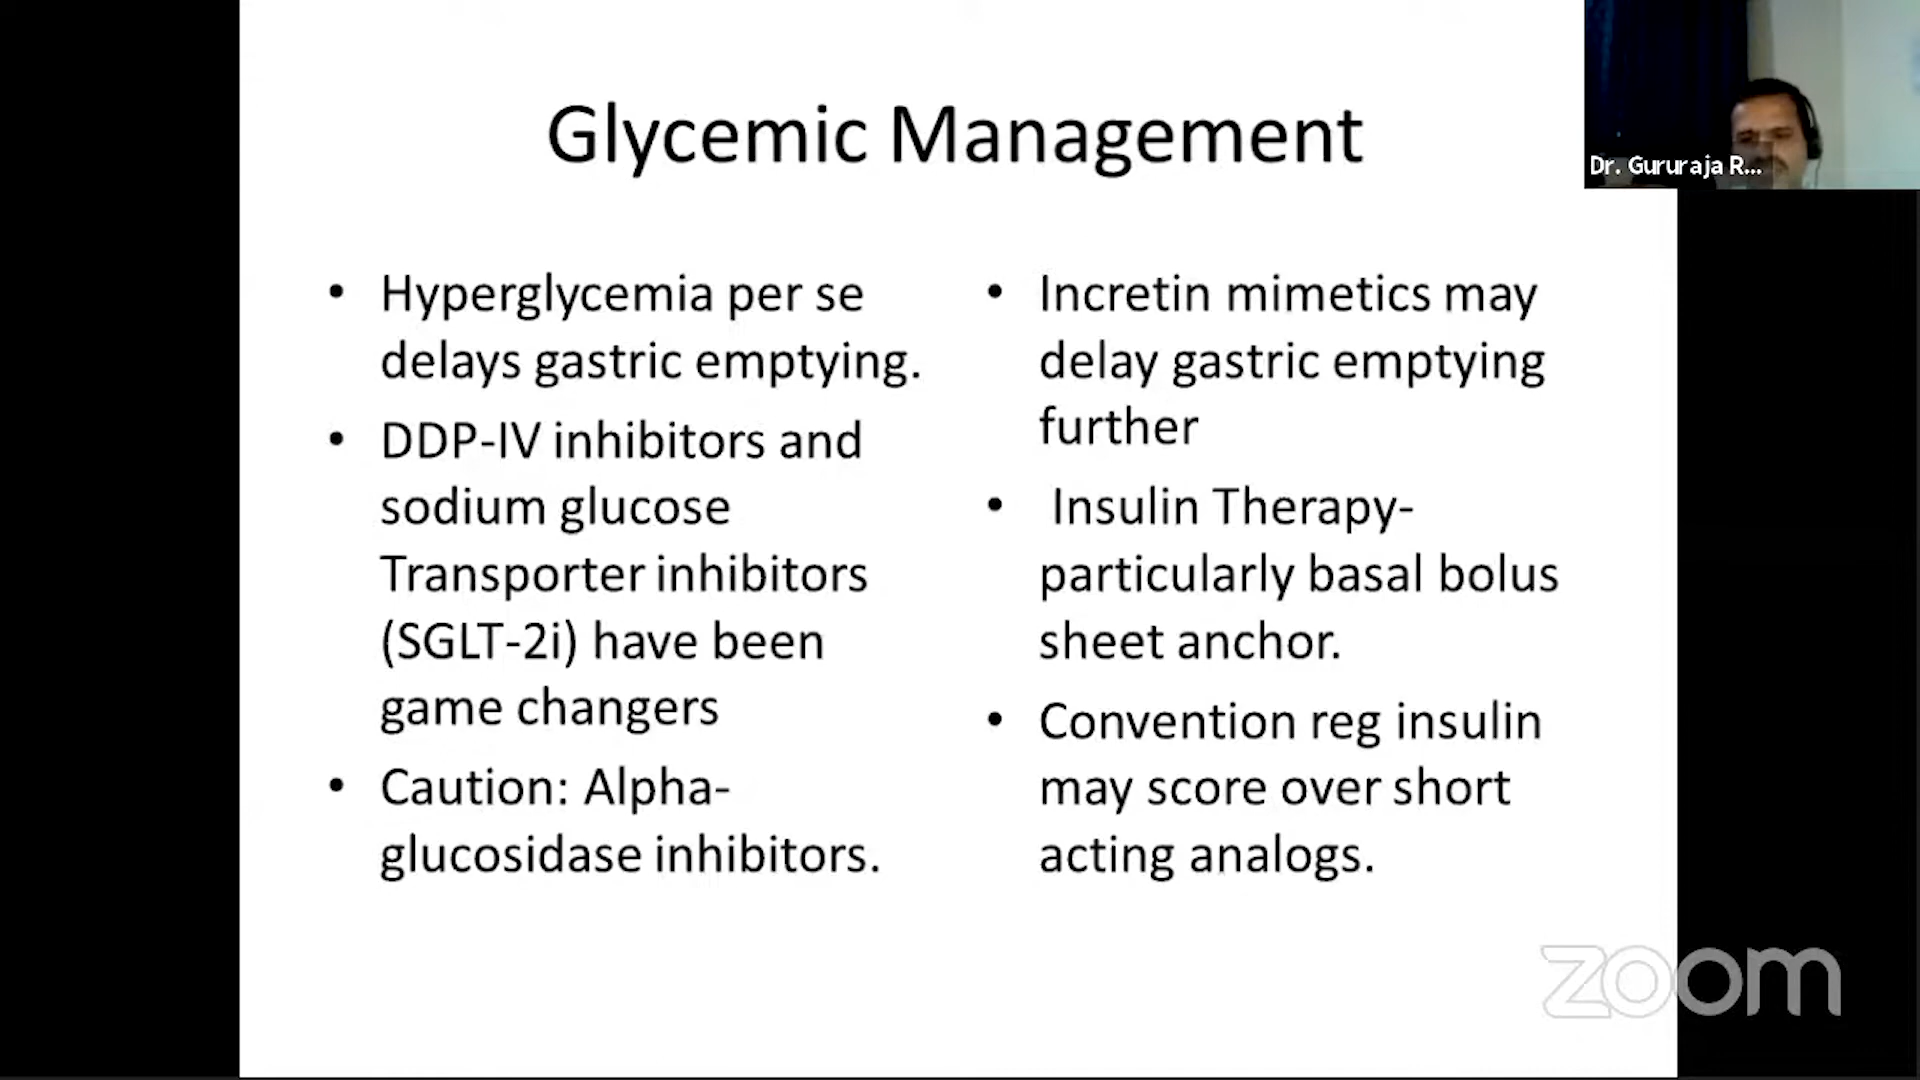 Glycemic Management
Dr. Gururaja R...
• Hyperglycemia per se
delays gastric emptying.
• DDP-IV inhibitors and
sodium glucose
Transporter inhibitors
(SGLT-2i) have been
game changers
• Caution: Alpha-
glucosidase inhibitors.
• Incretin mimetics may
delay gastric emptying
further
• Insulin Therapy-
particularly basal bolus
sheet anchor.
• Convention reg insulin
may score over short
acting analogs.
zoom